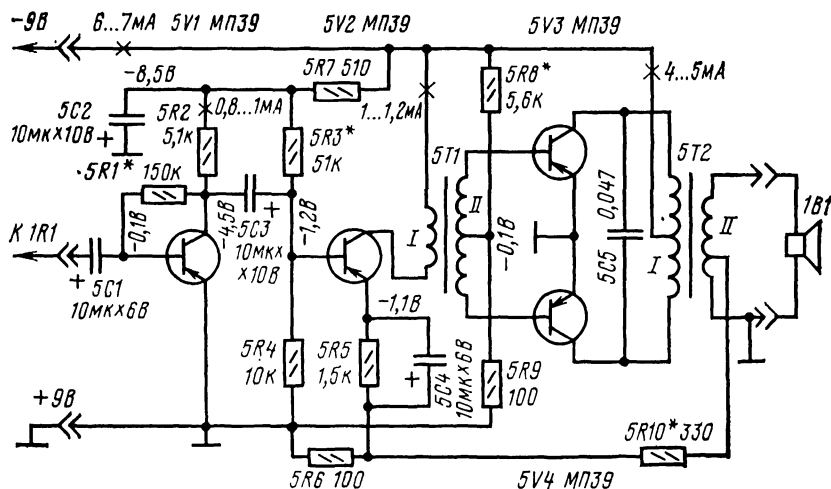 -9В
6...7мА
5V1 МП39
5V2 МП39
5V3 МП39
-8,5В
5R7 510
5R8*
5,6к
4...5мА
5C2
10мк×10В
+
5R2
5,1к
0,8...1мА
1...1,2мА
5R3*
51к
5R1*
150к
5T1
5T2
0,047
5C5
К 1R1
-0,1В
-4,5В
+
5C3
10мк×
×10В
-1,2В
I
II
-0,1В
I
II
1B1
+
5C1
10мк×6В
-1,1В
5R4
10к
5R5
1,5к
+
5C4
10мк×6В
5R9
100
+9В
5R6 100
5R10* 330
5V4 МП39